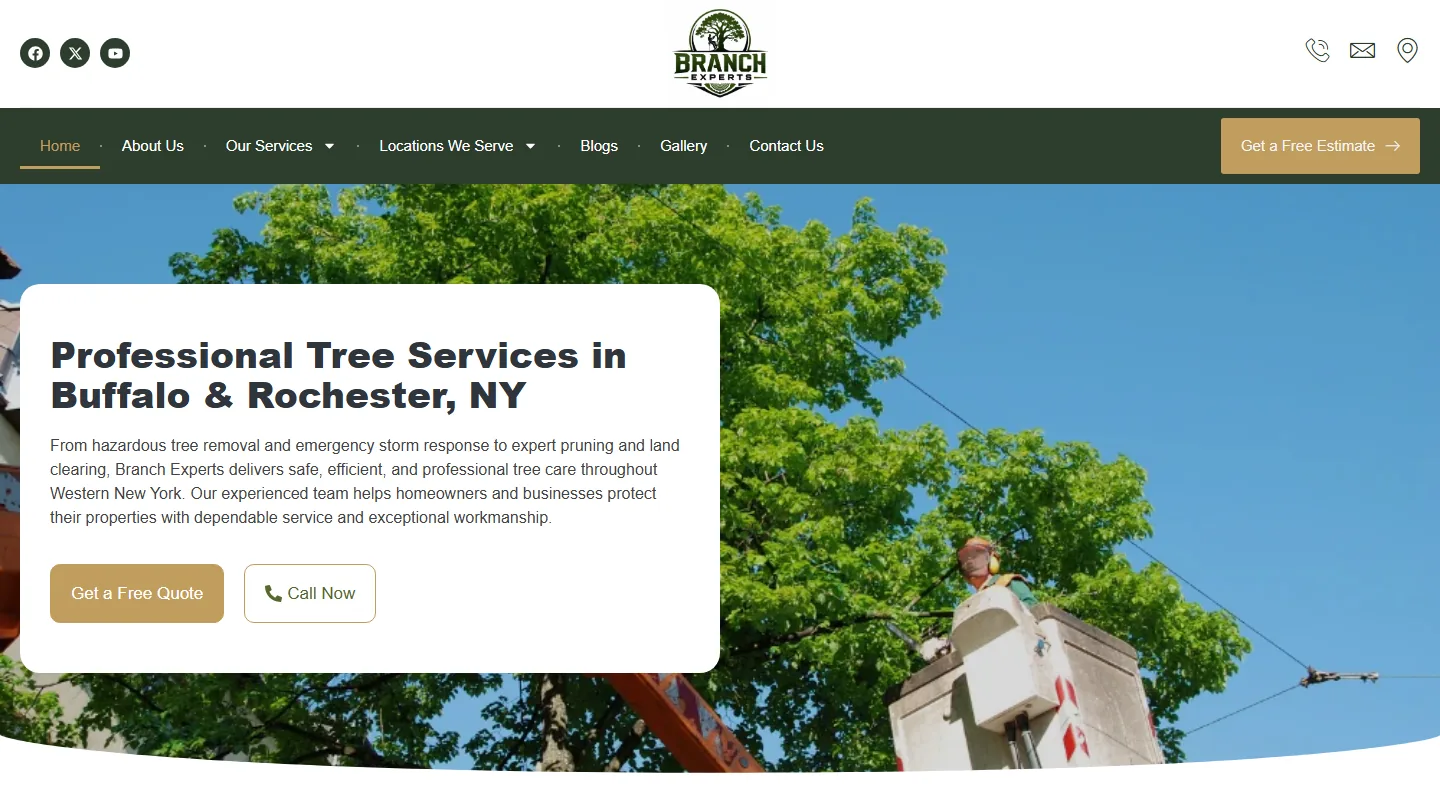 BRANCH
EXPERTS
Home · About Us · Our Services · Locations We Serve · Blogs · Gallery · Contact Us
Get a Free Estimate →
Professional Tree Services in
Buffalo & Rochester, NY
From hazardous tree removal and emergency storm response to expert pruning and land
clearing, Branch Experts delivers safe, efficient, and professional tree care throughout
Western New York. Our experienced team helps homeowners and businesses protect
their properties with dependable service and exceptional workmanship.
Get a Free Quote
Call Now